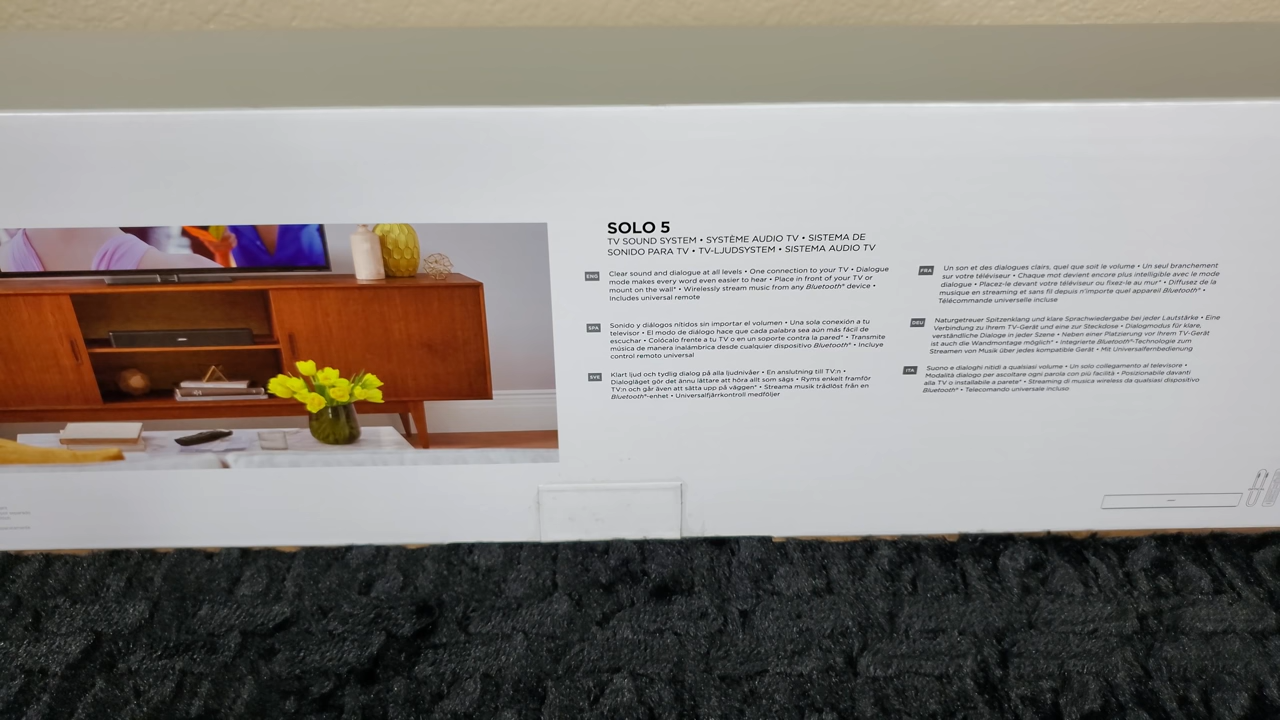 SOLO 5
TV SOUND SYSTEM • SYSTÈME AUDIO TV • SISTEMA DE
SONIDO PARA TV • TV-LJUDSYSTEM • SISTEMA AUDIO TV
ENG
Clear sound and dialogue at all levels • One connection to your TV • Dialogue
mode makes every word even easier to hear • Place in front of your TV or
mount on the wall* • Wirelessly stream music from any Bluetooth® device •
Includes universal remote
SPA
Sonido y diálogos nítidos sin importar el volumen • Una sola conexión a tu
televisor • El modo de diálogo hace que cada palabra sea aún más fácil de
escuchar • Colócalo frente a tu TV o en un soporte contra la pared* • Transmite
música de manera inalámbrica desde cualquier dispositivo Bluetooth® • Incluye
control remoto universal
SVE
Klart ljud och tydlig dialog på alla ljudnivåer • En anslutning till TV:n •
Dialogläget gör det ännu lättare att höra allt som sägs • Ryms enkelt framför
TV:n och går även att sätta upp på väggen* • Streama musik trådlöst från en
Bluetooth®-enhet • Universalfjärrkontroll medföljer
FRA
Un son et des dialogues clairs, quel que soit le volume • Un seul branchement
sur votre téléviseur • Chaque mot devient encore plus intelligible avec le mode
dialogue • Placez-le devant votre téléviseur ou fixez-le au mur* • Diffusez de la
musique en streaming et sans fil depuis n'importe quel appareil Bluetooth® •
Télécommande universelle incluse
DEU
Naturgetreuer Spitzenklang und klare Sprachwiedergabe bei jeder Lautstärke • Eine
Verbindung zu Ihrem TV-Gerät und eine zur Steckdose • Dialogmodus für klare,
verständliche Dialoge in jeder Szene • Neben einer Platzierung vor Ihrem TV-Gerät
ist auch die Wandmontage möglich* • Integrierte Bluetooth®-Technologie zum
Streamen von Musik über jedes kompatible Gerät • Mit Universalfernbedienung
ITA
Suono e dialoghi nitidi a qualsiasi volume • Un solo collegamento al televisore •
Modalità dialogo per ascoltare ogni parola con più facilità • Posizionabile davanti
alla TV o installabile a parete* • Streaming di musica wireless da qualsiasi dispositivo
Bluetooth® • Telecomando universale incluso